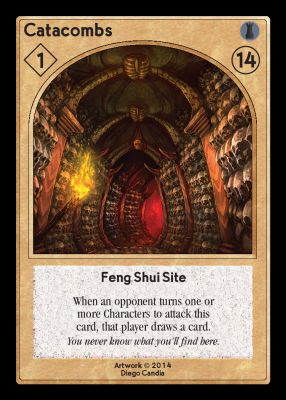 Catacombs
1
14
Feng Shui Site
When an opponent turns one or
more Characters to attack this
card, that player draws a card.
You never know what you'll find here.
Artwork © 2014
Diego Candia